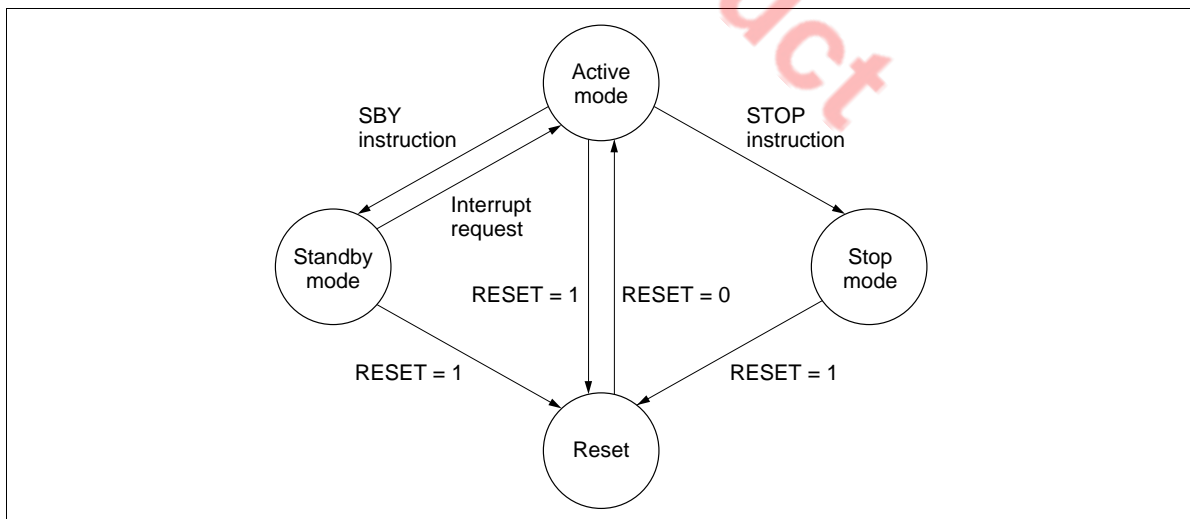 uct
Active
mode
SBY
instruction
STOP
instruction
Interrupt
request
Standby
mode
Stop
mode
RESET = 1
RESET = 0
RESET = 1
RESET = 1
Reset